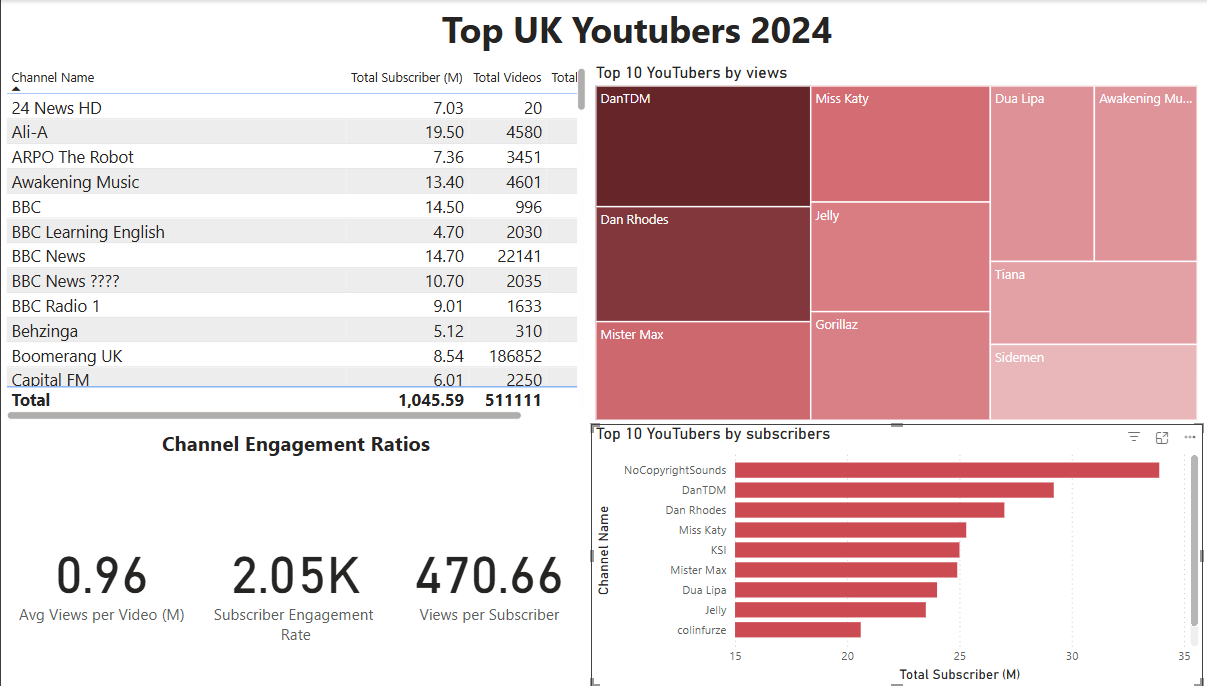 Top UK Youtubers 2024
Channel Name Total Subscriber (M) Total Videos Total
24 News HD 7.03 20
Ali-A 19.50 4580
ARPO The Robot 7.36 3451
Awakening Music 13.40 4601
BBC 14.50 996
BBC Learning English 4.70 2030
BBC News 14.70 22141
BBC News ???? 10.70 2035
BBC Radio 1 9.01 1633
Behzinga 5.12 310
Boomerang UK 8.54 186852
Capital FM 6.01 2250
Total 1,045.59 511111
Top 10 YouTubers by views
DanTDM
Dan Rhodes
Mister Max
Miss Katy
Jelly
Gorillaz
Dua Lipa
Awakening Mu...
Tiana
Sidemen
Channel Engagement Ratios
0.96
Avg Views per Video (M)
2.05K
Subscriber Engagement
Rate
470.66
Views per Subscriber
Top 10 YouTubers by subscribers
Channel Name
NoCopyrightSounds
DanTDM
Dan Rhodes
Miss Katy
KSI
Mister Max
Dua Lipa
Jelly
colinfurze
15 20 25 30 35
Total Subscriber (M)